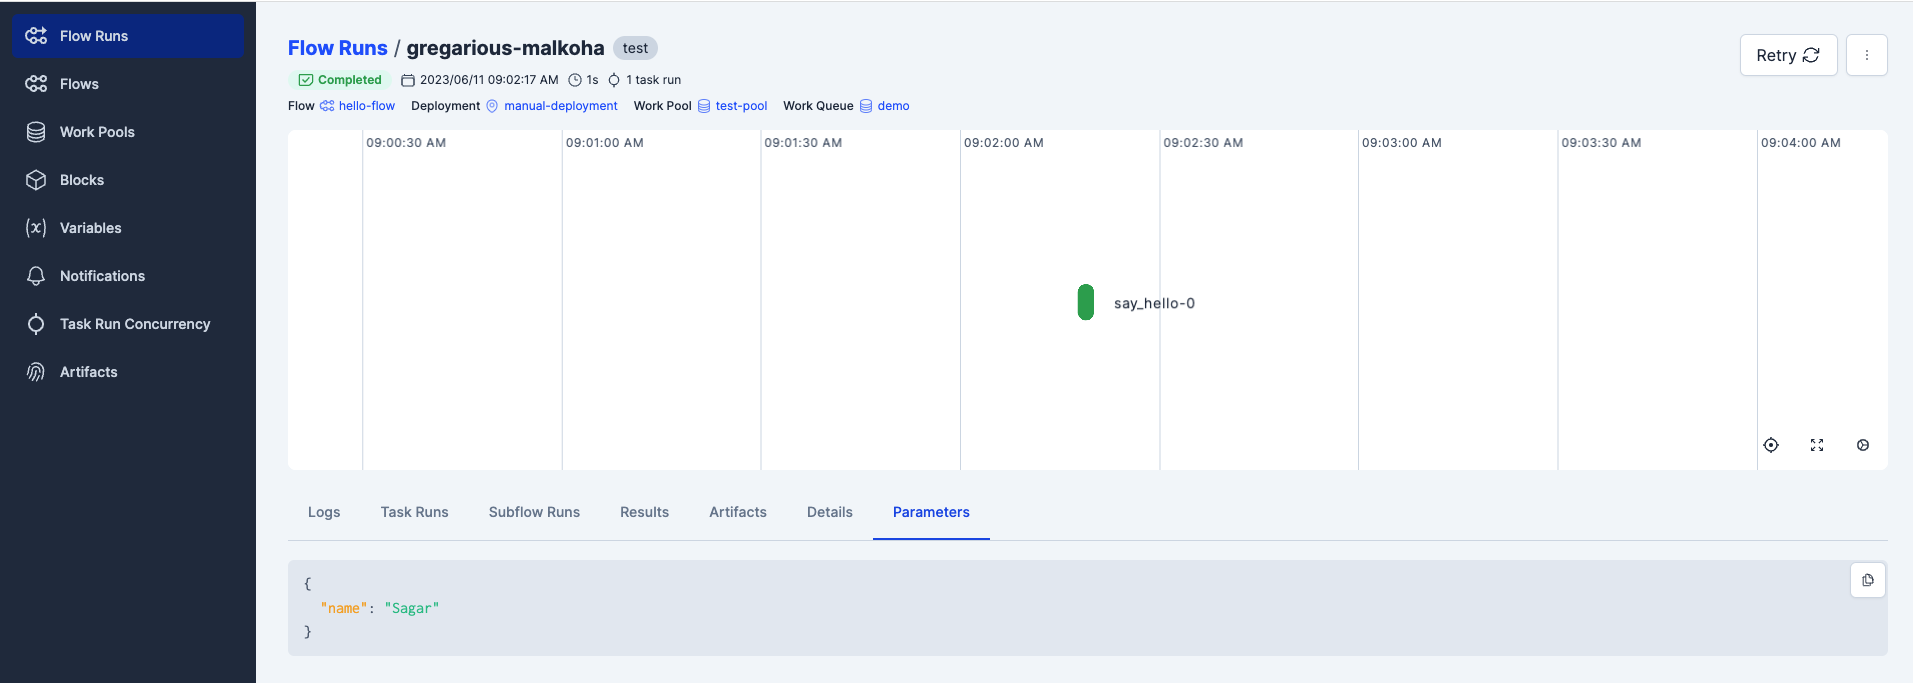 Flow Runs
Flows
Work Pools
Blocks
(x) Variables
Notifications
Task Run Concurrency
Artifacts
Flow Runs / gregarious-malkoha test
Retry
Completed 2023/06/11 09:02:17 AM 1s 1 task run
Flow hello-flow Deployment manual-deployment Work Pool test-pool Work Queue demo
09:00:30 AM 09:01:00 AM 09:01:30 AM 09:02:00 AM 09:02:30 AM 09:03:00 AM 09:03:30 AM 09:04:00 AM
say_hello-0
Logs Task Runs Subflow Runs Results Artifacts Details Parameters
{
"name": "Sagar"
}